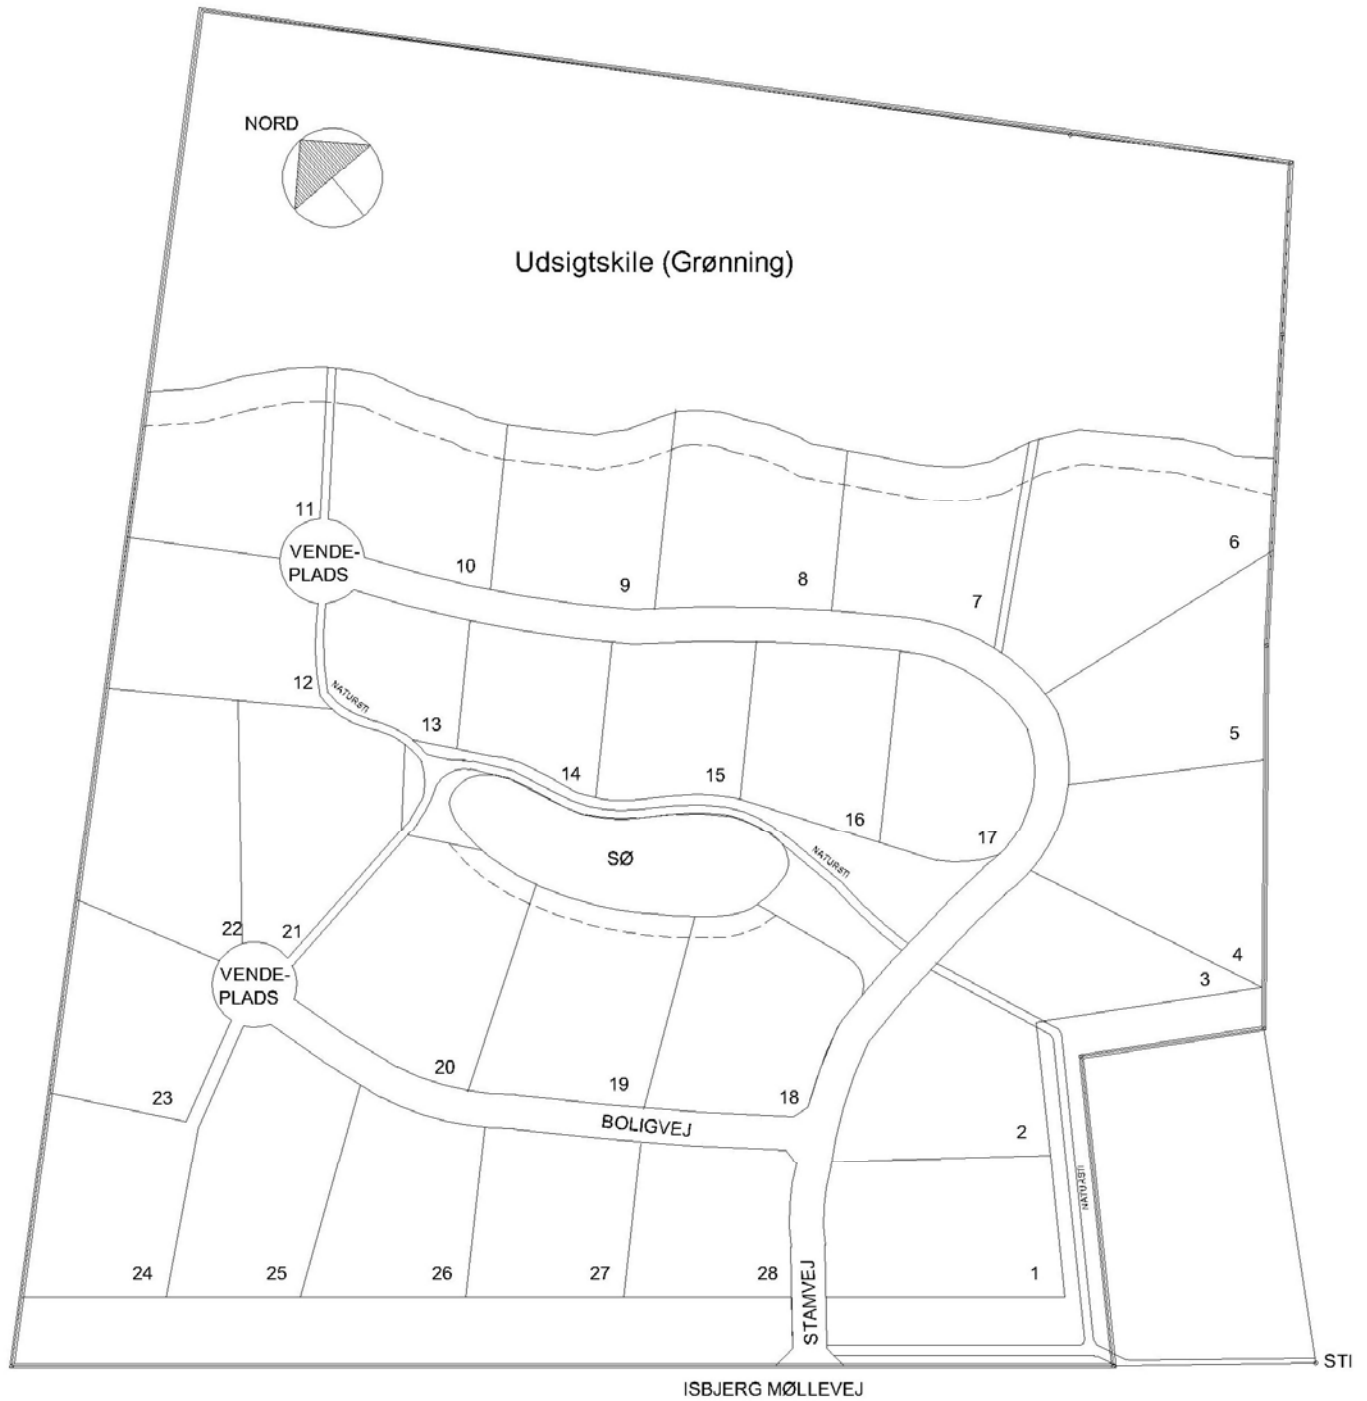 NORD
Udsigtskile (Grønning)
11
VENDE-
PLADS
10
9
8
7
6
12
NATURSTI
13
14
15
16
17
5
SØ
NATURSTI
22
21
4
3
VENDE-
PLADS
23
20
19
18
BOLIGVEJ
2
NATURSTI
24
25
26
27
28
STAMVEJ
1
STI
ISBJERG MØLLEVEJ